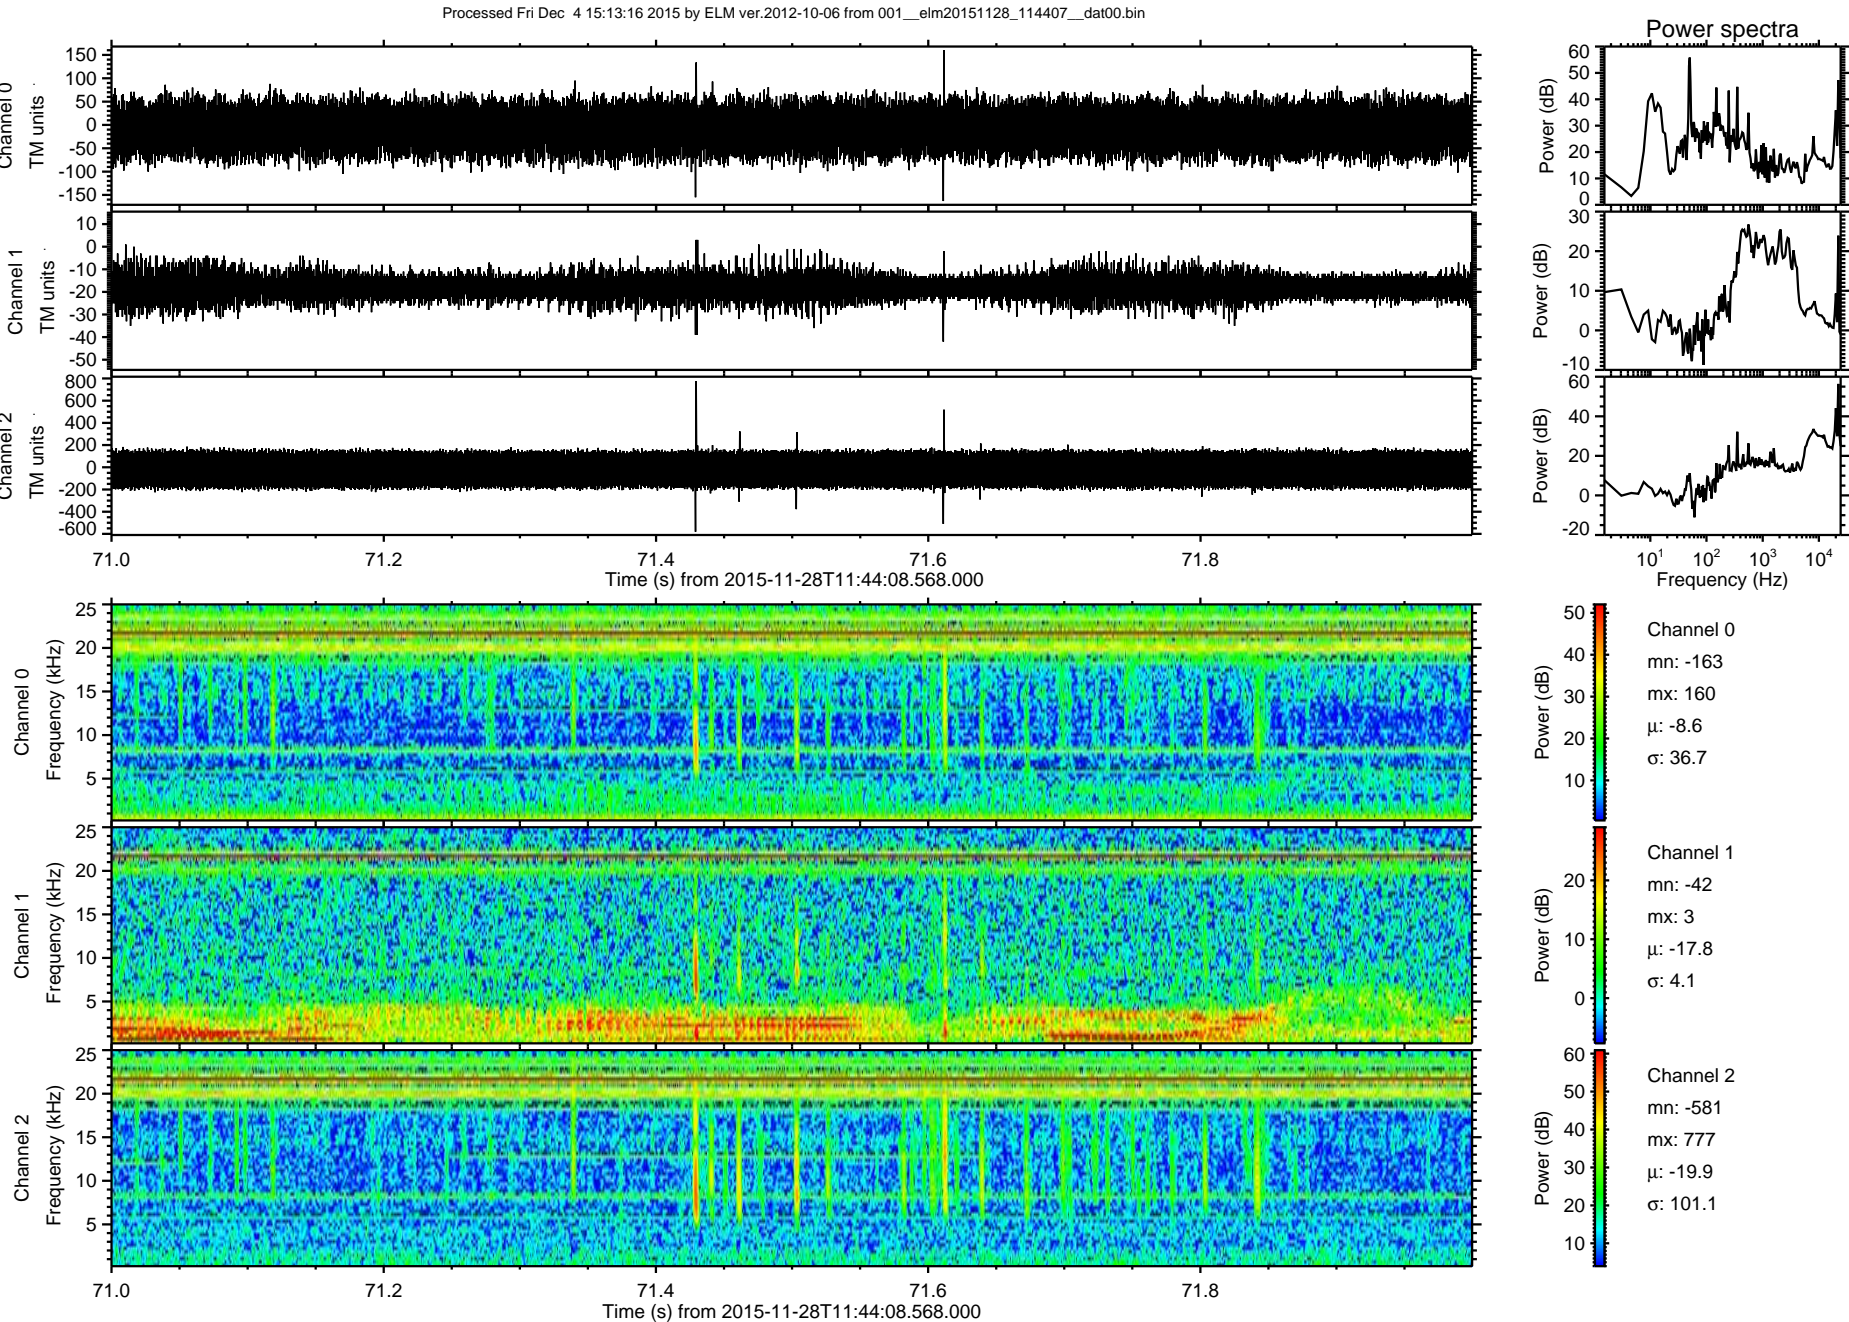 Processed Fri Dec  4 15:13:16 2015 by ELM ver.2012-10-06 from 001__elm20151128_114407__dat00.bin
Power spectra
Channel 0
TM units
150
100
50
0
-50
-100
-150
Power (dB)
60
50
40
30
20
10
0
Channel 1
TM units
10
0
-10
-20
-30
-40
-50
Power (dB)
30
20
10
0
-10
Channel 2
TM units
800
600
400
200
0
-200
-400
-600
Power (dB)
60
40
20
0
-20
71.0 71.2 71.4 71.6 71.8
Time (s) from 2015-11-28T11:44:08.568.000
10^1 10^2 10^3 10^4
Frequency (Hz)
Channel 0
Frequency (kHz)
25
20
15
10
5
Power (dB)
50
40
30
20
10
Channel 0
mn: -163
mx: 160
μ: -8.6
σ: 36.7
Channel 1
Frequency (kHz)
25
20
15
10
5
Power (dB)
20
10
0
Channel 1
mn: -42
mx: 3
μ: -17.8
σ: 4.1
Channel 2
Frequency (kHz)
25
20
15
10
5
Power (dB)
60
50
40
30
20
10
Channel 2
mn: -581
mx: 777
μ: -19.9
σ: 101.1
71.0 71.2 71.4 71.6 71.8
Time (s) from 2015-11-28T11:44:08.568.000